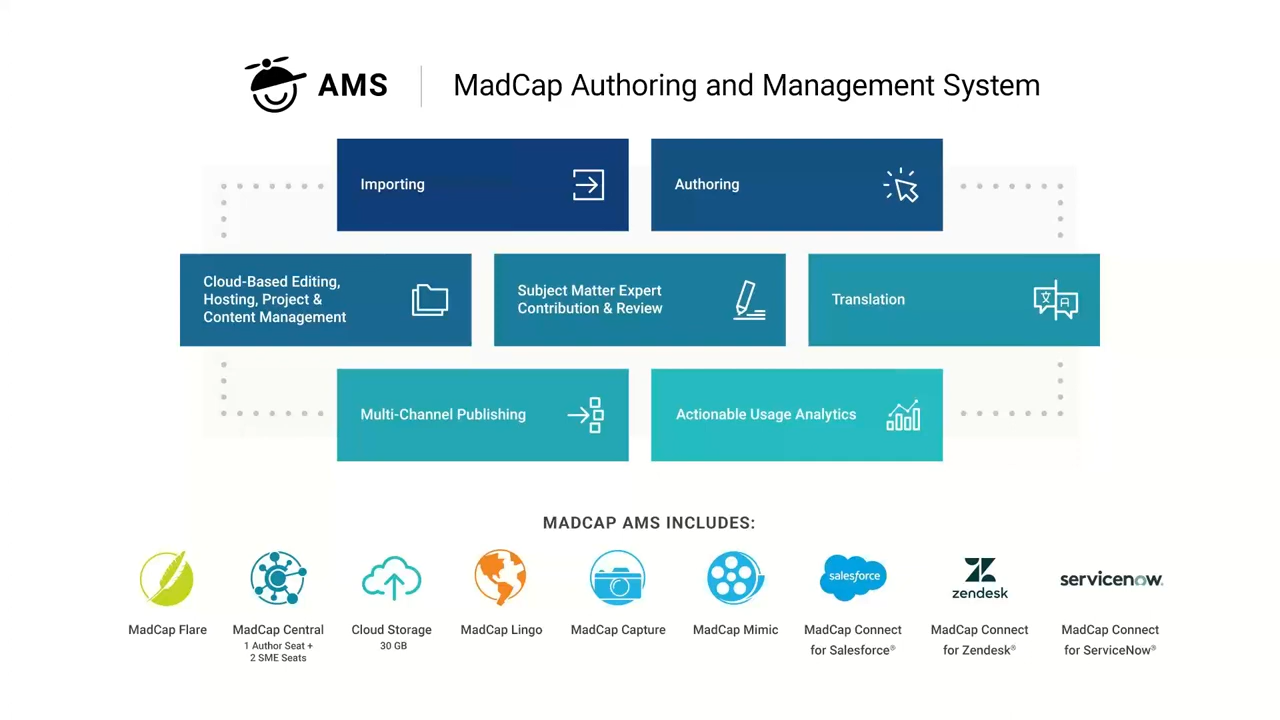 AMS
MadCap Authoring and Management System
Importing
Authoring
Cloud-Based Editing,
Hosting, Project &
Content Management
Subject Matter Expert
Contribution & Review
Translation
Multi-Channel Publishing
Actionable Usage Analytics
MADCAP AMS INCLUDES:
MadCap Flare
MadCap Central
1 Author Seat +
2 SME Seats
Cloud Storage
30 GB
MadCap Lingo
MadCap Capture
MadCap Mimic
salesforce
MadCap Connect
for Salesforce®
zendesk
MadCap Connect
for Zendesk®
servicenow.
MadCap Connect
for ServiceNow®